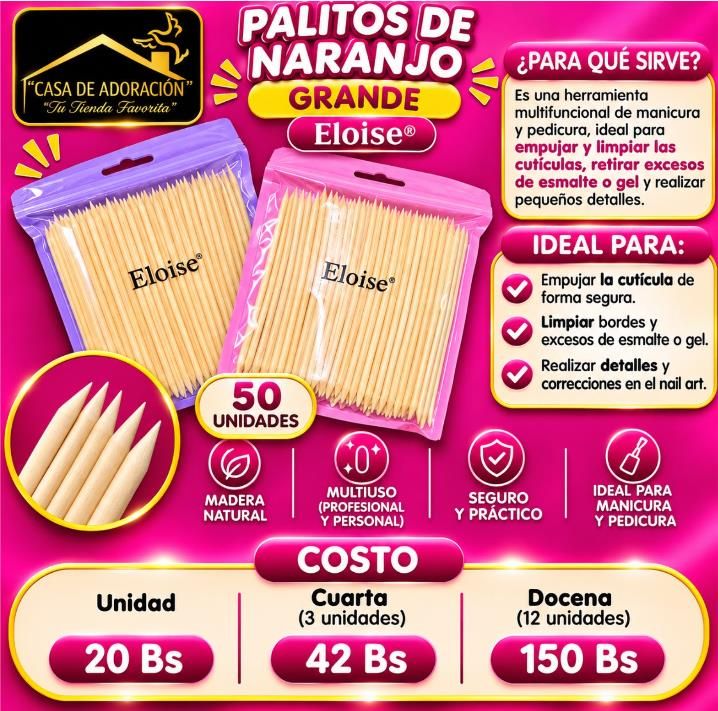 "CASA DE ADORACIÓN"
"Tu Tienda Favorita"
PALITOS DE
NARANJO
GRANDE
Eloise®
¿PARA QUÉ SIRVE?
Es una herramienta
multifuncional de manicura
y pedicura, ideal para
empujar y limpiar las
cutículas, retirar excesos
de esmalte o gel y realizar
pequeños detalles.
IDEAL PARA:
Empujar la cutícula de
forma segura.
Limpiar bordes y
excesos de esmalte o gel.
Realizar detalles y
correcciones en el nail art.
Eloise®
Eloise®
50
UNIDADES
MADERA
NATURAL
MULTIUSO
(PROFESIONAL
Y PERSONAL)
SEGURO
Y PRÁCTICO
IDEAL PARA
MANICURA
Y PEDICURA
COSTO
Unidad
20 Bs
Cuarta
(3 unidades)
42 Bs
Docena
(12 unidades)
150 Bs